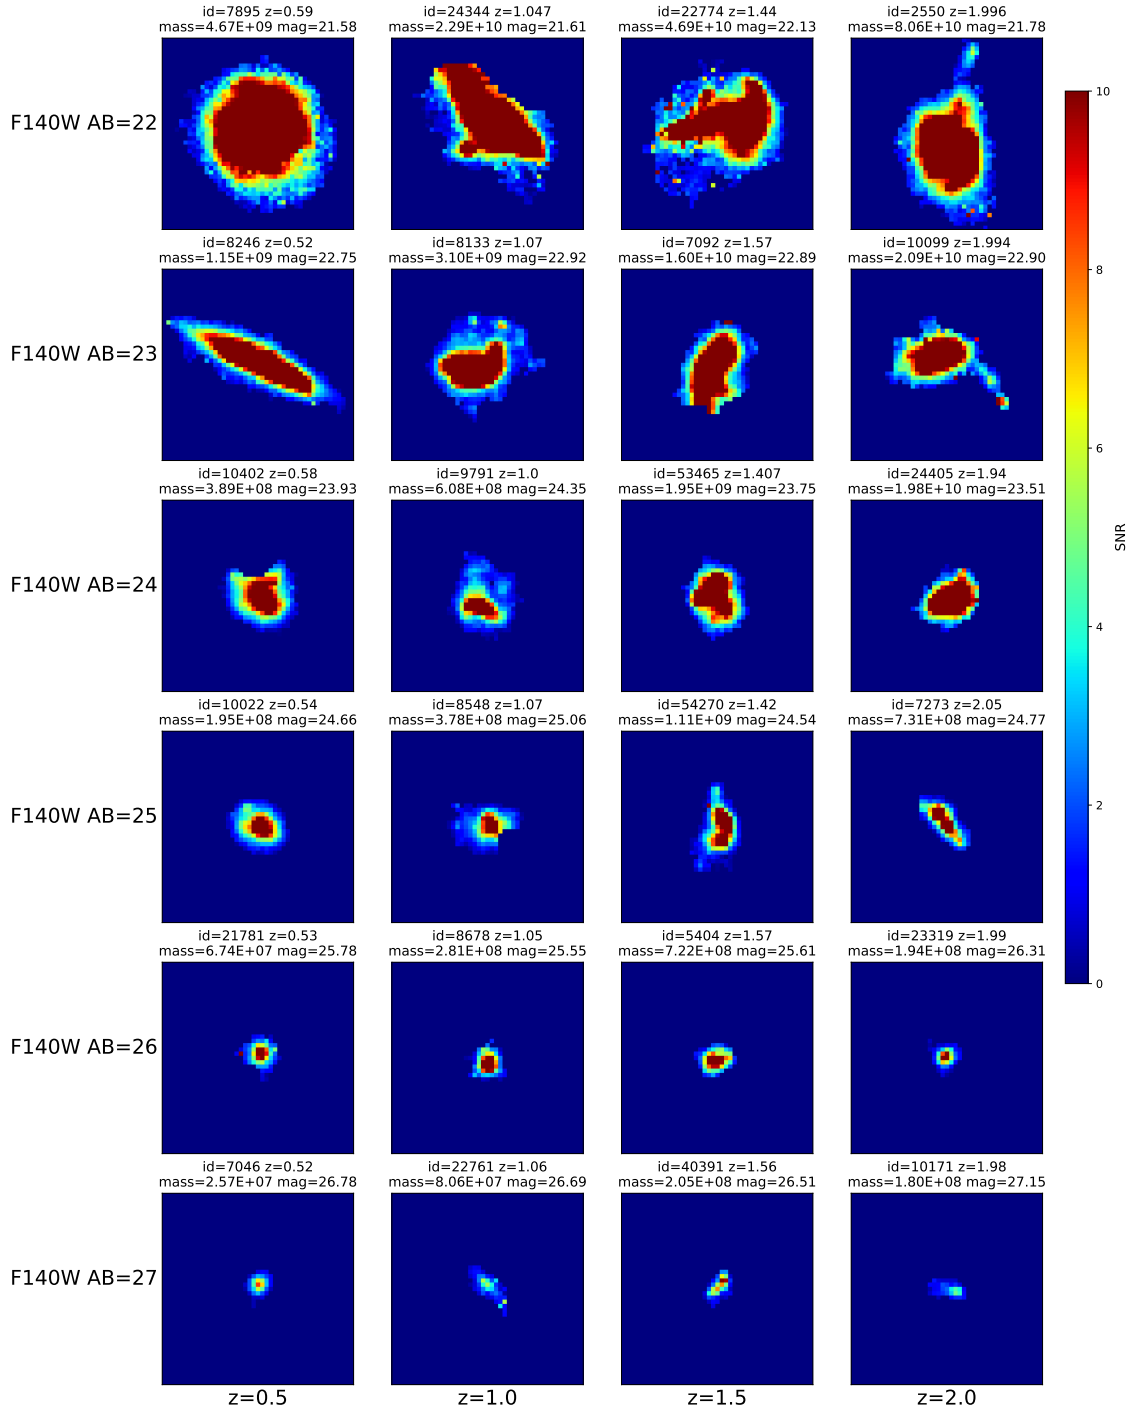 id=7895 z=0.59
mass=4.67E+09 mag=21.58
id=24344 z=1.047
mass=2.29E+10 mag=21.61
id=22774 z=1.44
mass=4.69E+10 mag=22.13
id=2550 z=1.996
mass=8.06E+10 mag=21.78
F140W AB=22
id=8246 z=0.52
mass=1.15E+09 mag=22.75
id=8133 z=1.07
mass=3.10E+09 mag=22.92
id=7092 z=1.57
mass=1.60E+10 mag=22.89
id=10099 z=1.994
mass=2.09E+10 mag=22.90
F140W AB=23
id=10402 z=0.58
mass=3.89E+08 mag=23.93
id=9791 z=1.0
mass=6.08E+08 mag=24.35
id=53465 z=1.407
mass=1.95E+09 mag=23.75
id=24405 z=1.94
mass=1.98E+10 mag=23.51
F140W AB=24
id=10022 z=0.54
mass=1.95E+08 mag=24.66
id=8548 z=1.07
mass=3.78E+08 mag=25.06
id=54270 z=1.42
mass=1.11E+09 mag=24.54
id=7273 z=2.05
mass=7.31E+08 mag=24.77
F140W AB=25
id=21781 z=0.53
mass=6.74E+07 mag=25.78
id=8678 z=1.05
mass=2.81E+08 mag=25.55
id=5404 z=1.57
mass=7.22E+08 mag=25.61
id=23319 z=1.99
mass=1.94E+08 mag=26.31
F140W AB=26
id=7046 z=0.52
mass=2.57E+07 mag=26.78
id=22761 z=1.06
mass=8.06E+07 mag=26.69
id=40391 z=1.56
mass=2.05E+08 mag=26.51
id=10171 z=1.98
mass=1.80E+08 mag=27.15
F140W AB=27
z=0.5
z=1.0
z=1.5
z=2.0
10
8
6
4
2
0
SNR